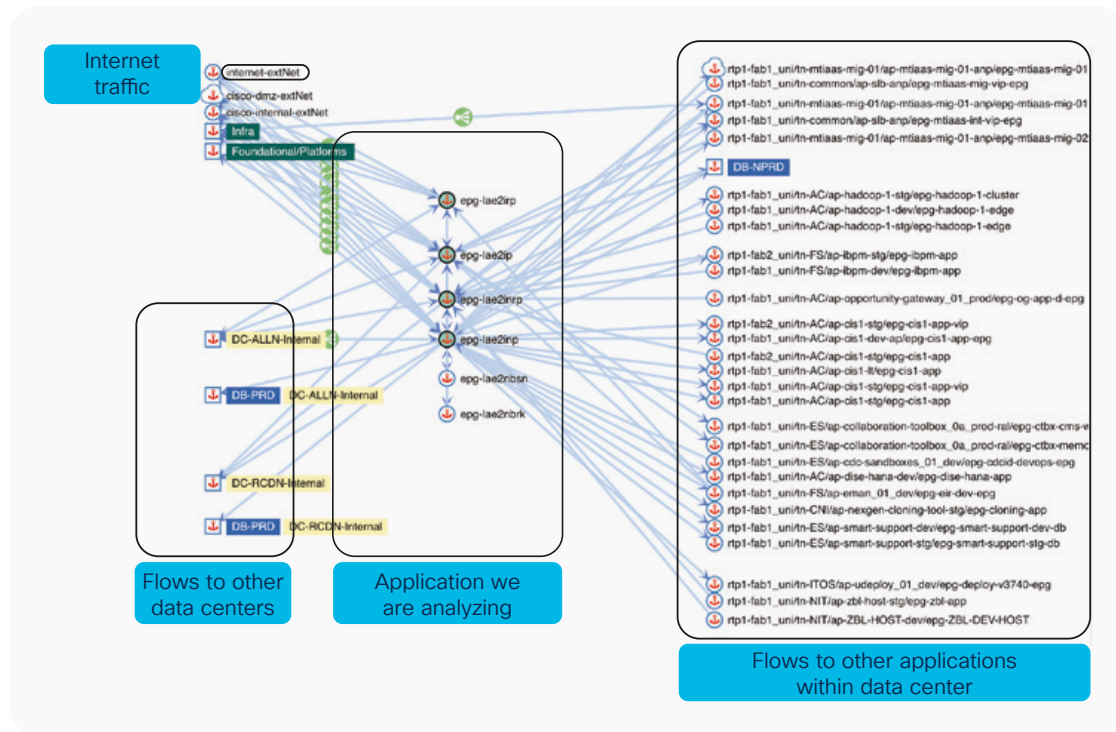 Internet
traffic
internet-extNet
cisco-dmz-extNet
cisco-internal-extNet
Infra
Foundational/Platforms
epg-lae2irp
epg-lae2ip
epg-lae2inrp
epg-lae2inp
epg-lae2nbsn
epg-lae2nbrk
DC-ALLN-Internal
DB-PRD DC-ALLN-Internal
DC-RCDN-Internal
DB-PRD DC-RCDN-Internal
Flows to other
data centers
Application we
are analyzing
rtp1-fab1_uni/tn-mtiaas-mig-01/ap-mtiaas-mig-01-anp/epg-mtiaas-mig-01
rtp1-fab1_uni/tn-common/ap-slb-anp/epg-mtiaas-mig-vip-epg
rtp1-fab1_uni/tn-mtiaas-mig-01/ap-mtiaas-mig-01-anp/epg-mtiaas-mig-01
rtp1-fab1_uni/tn-common/ap-slb-anp/epg-mtiaas-int-vip-epg
rtp1-fab1_uni/tn-mtiaas-mig-01/ap-mtiaas-mig-01-anp/epg-mtiaas-mig-02
DB-NPRD
rtp1-fab1_uni/tn-AC/ap-hadoop-1-stg/epg-hadoop-1-cluster
rtp1-fab1_uni/tn-AC/ap-hadoop-1-dev/epg-hadoop-1-edge
rtp1-fab1_uni/tn-AC/ap-hadoop-1-stg/epg-hadoop-1-edge
rtp1-fab2_uni/tn-FS/ap-ibpm-stg/epg-ibpm-app
rtp1-fab1_uni/tn-FS/ap-ibpm-dev/epg-ibpm-app
rtp1-fab1_uni/tn-AC/ap-opportunity-gateway_01_prod/epg-og-app-d-epg
rtp1-fab2_uni/tn-AC/ap-cis1-stg/epg-cis1-app-vip
rtp1-fab1_uni/tn-AC/ap-cis1-dev-ap/epg-cis1-app-epg
rtp1-fab2_uni/tn-AC/ap-cis1-stg/epg-cis1-app
rtp1-fab1_uni/tn-AC/ap-cis1-lt/epg-cis1-app
rtp1-fab1_uni/tn-AC/ap-cis1-stg/epg-cis1-app-vip
rtp1-fab1_uni/tn-AC/ap-cis1-stg/epg-cis1-app
rtp1-fab1_uni/tn-ES/ap-collaboration-toolbox_0a_prod-ral/epg-ctbx-cms-w
rtp1-fab1_uni/tn-ES/ap-collaboration-toolbox_0a_prod-ral/epg-ctbx-memc
rtp1-fab1_uni/tn-ES/ap-cdc-sandboxes_01_dev/epg-cdcid-devops-epg
rtp1-fab1_uni/tn-AC/ap-dise-hana-dev/epg-dise-hana-app
rtp1-fab1_uni/tn-FS/ap-eman_01_dev/epg-eir-dev-epg
rtp1-fab1_uni/tn-CNI/ap-nexgen-cloning-tool-stg/epg-cloning-app
rtp1-fab1_uni/tn-ES/ap-smart-support-dev/epg-smart-support-dev-db
rtp1-fab1_uni/tn-ES/ap-smart-support-stg/epg-smart-support-stg-db
rtp1-fab1_uni/tn-ITOS/ap-udeploy_01_dev/epg-deploy-v3740-epg
rtp1-fab1_uni/tn-NIT/ap-zbl-host-stg/epg-zbl-app
rtp1-fab1_uni/tn-NIT/ap-ZBL-HOST-dev/epg-ZBL-DEV-HOST
Flows to other applications
within data center